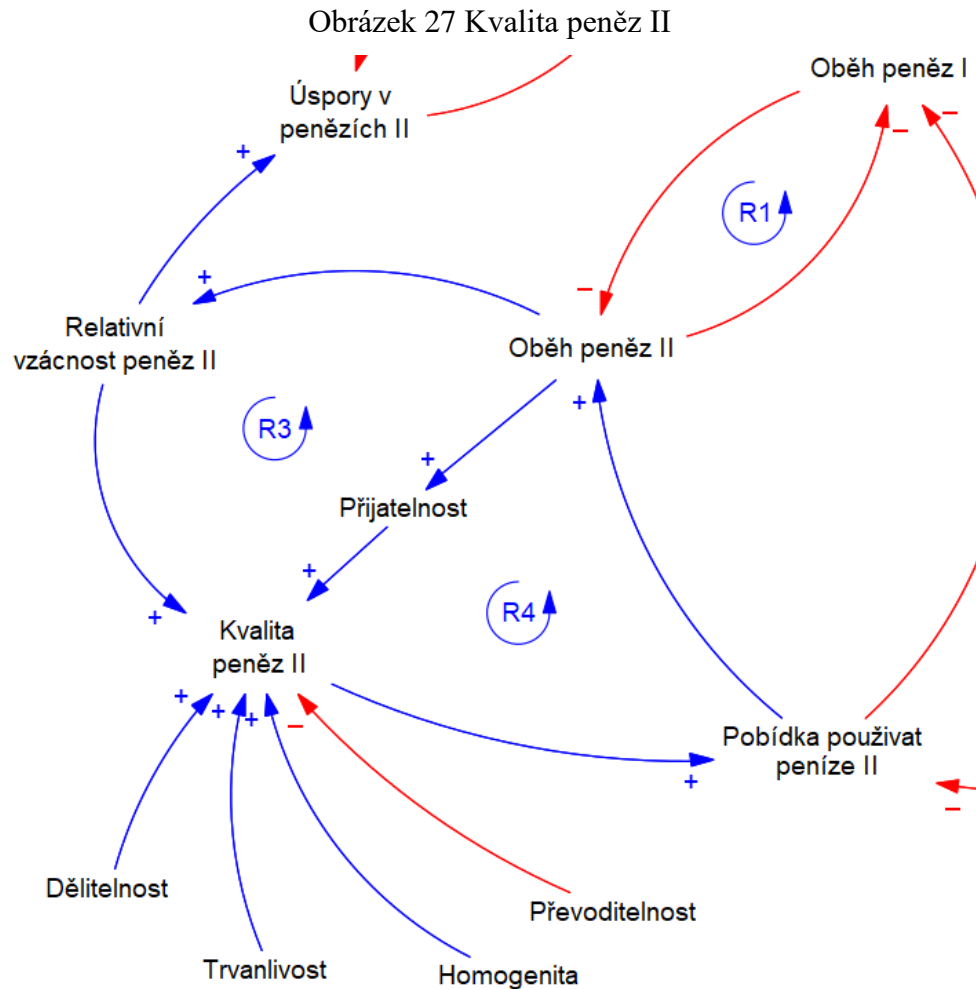 Obrázek 27 Kvalita peněz II
Úspory v
penězích II
Oběh peněz I
−
−
+
R1
+
−
Relativní
vzácnost peněz II
Oběh peněz II
+
R3
+
Přijatelnost
+
+
R4
Kvalita
peněz II
+
+
+
−
Pobídka použivat
peníze II
+
−
Dělitelnost
Převoditelnost
Trvanlivost
Homogenita